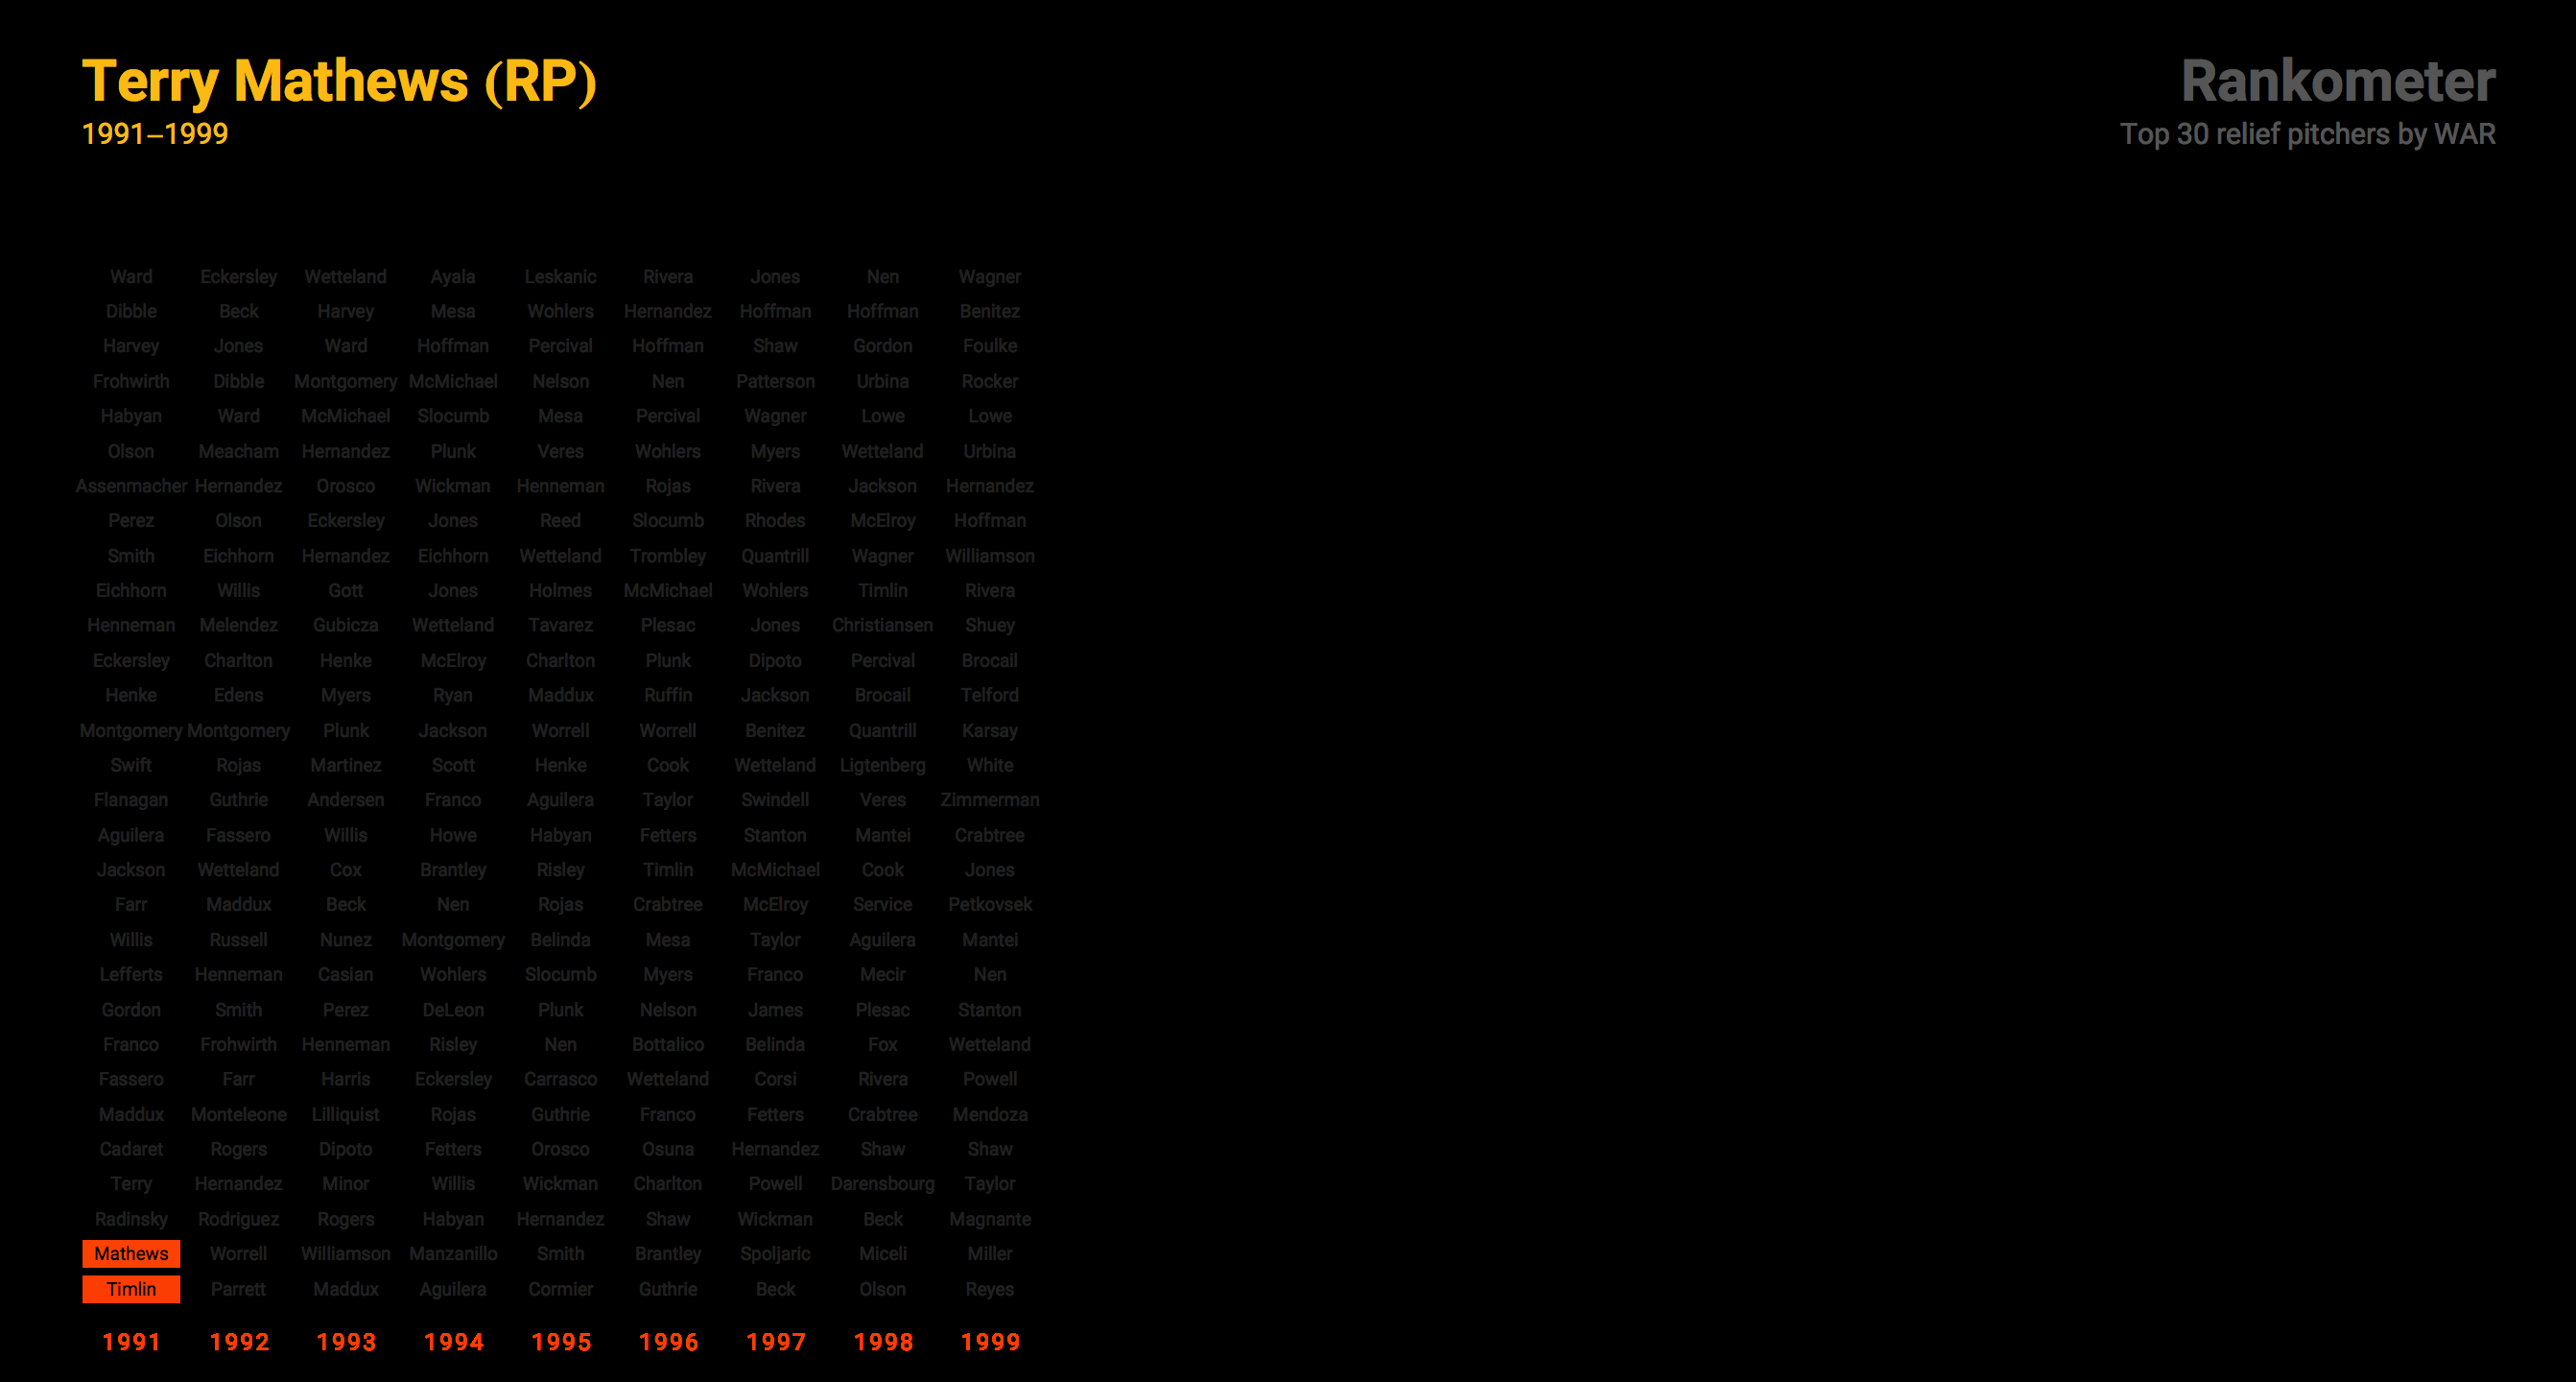 Terry Mathews (RP)
1991–1999
Rankometer
Top 30 relief pitchers by WAR
Ward Eckersley Wetteland Ayala Leskanic Rivera Jones Nen Wagner
Dibble Beck Harvey Mesa Wohlers Hernandez Hoffman Hoffman Benitez
Harvey Jones Ward Hoffman Percival Hoffman Shaw Gordon Foulke
Frohwirth Dibble Montgomery McMichael Nelson Nen Patterson Urbina Rocker
Habyan Ward McMichael Slocumb Mesa Percival Wagner Lowe Lowe
Olson Meacham Hernandez Plunk Veres Wohlers Myers Wetteland Urbina
Assenmacher Hernandez Orosco Wickman Henneman Rojas Rivera Jackson Hernandez
Perez Olson Eckersley Jones Reed Slocumb Rhodes McElroy Hoffman
Smith Eichhorn Hernandez Eichhorn Wetteland Trombley Quantrill Wagner Williamson
Eichhorn Willis Gott Jones Holmes McMichael Wohlers Timlin Rivera
Henneman Melendez Gubicza Wetteland Tavarez Plesac Jones Christiansen Shuey
Eckersley Charlton Henke McElroy Charlton Plunk Dipoto Percival Brocail
Henke Edens Myers Ryan Maddux Ruffin Jackson Brocail Telford
Montgomery Montgomery Plunk Jackson Worrell Worrell Benitez Quantrill Karsay
Swift Rojas Martinez Scott Henke Cook Wetteland Ligtenberg White
Flanagan Guthrie Andersen Franco Aguilera Taylor Swindell Veres Zimmerman
Aguilera Fassero Willis Howe Habyan Fetters Stanton Mantei Crabtree
Jackson Wetteland Cox Brantley Risley Timlin McMichael Cook Jones
Farr Maddux Beck Nen Rojas Crabtree McElroy Service Petkovsek
Willis Russell Nunez Montgomery Belinda Mesa Taylor Aguilera Mantei
Lefferts Henneman Casian Wohlers Slocumb Myers Franco Mecir Nen
Gordon Smith Perez DeLeon Plunk Nelson James Plesac Stanton
Franco Frohwirth Henneman Risley Nen Bottalico Belinda Fox Wetteland
Fassero Farr Harris Eckersley Carrasco Wetteland Corsi Rivera Powell
Maddux Monteleone Lilliquist Rojas Guthrie Franco Fetters Crabtree Mendoza
Cadaret Rogers Dipoto Fetters Orosco Osuna Hernandez Shaw Shaw
Terry Hernandez Minor Willis Wickman Charlton Powell Darensbourg Taylor
Radinsky Rodriguez Rogers Habyan Hernandez Shaw Wickman Beck Magnante
Mathews Worrell Williamson Manzanillo Smith Brantley Spoljaric Miceli Miller
Timlin Parrett Maddux Aguilera Cormier Guthrie Beck Olson Reyes
1991 1992 1993 1994 1995 1996 1997 1998 1999